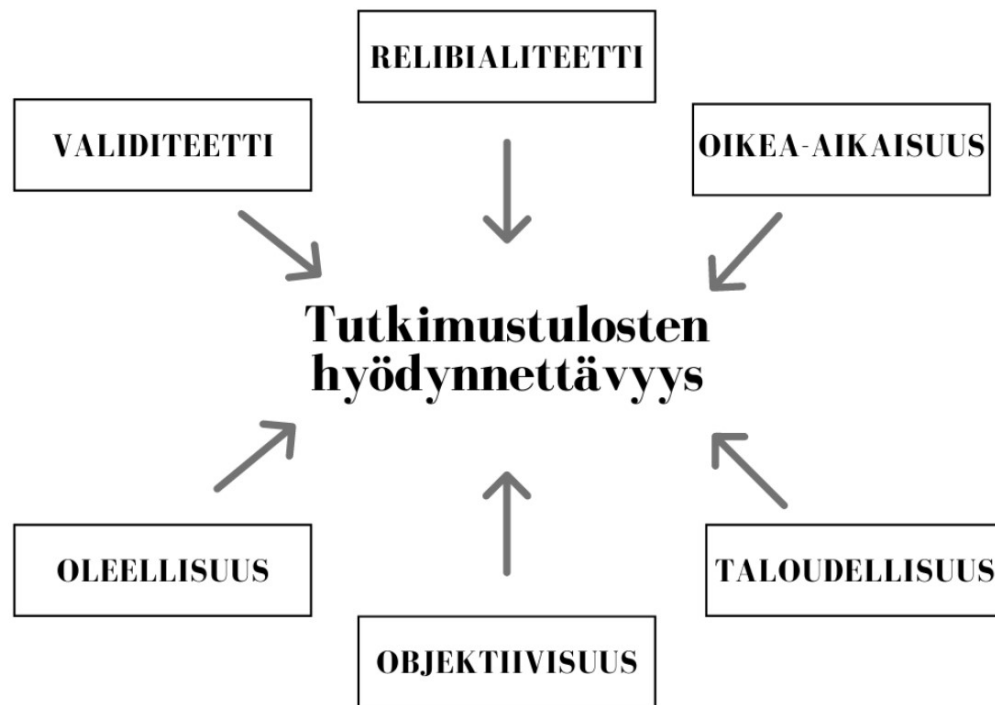 RELIBIALITEETTI
VALIDITEETTI
OIKEA-AIKAISUUS
Tutkimustulosten
hyödynnettävyys
OLEELLISUUS
TALOUDELLISUUS
OBJEKTIIVISUUS